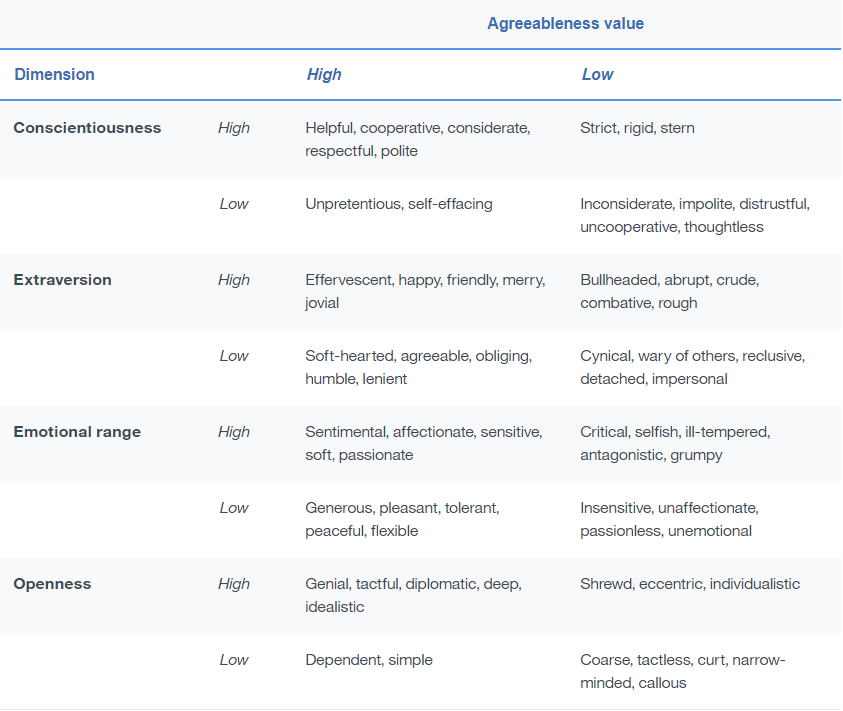 Agreeableness value
Dimension High Low
Conscientiousness High Helpful, cooperative, considerate, Strict, rigid, stern
respectful, polite
Low Unpretentious, self-effacing Inconsiderate, impolite, distrustful,
uncooperative, thoughtless
Extraversion High Effervescent, happy, friendly, merry, Bullheaded, abrupt, crude,
jovial combative, rough
Low Soft-hearted, agreeable, obliging, Cynical, wary of others, reclusive,
humble, lenient detached, impersonal
Emotional range High Sentimental, affectionate, sensitive, Critical, selfish, ill-tempered,
soft, passionate antagonistic, grumpy
Low Generous, pleasant, tolerant, Insensitive, unaffectionate,
peaceful, flexible passionless, unemotional
Openness High Genial, tactful, diplomatic, deep, Shrewd, eccentric, individualistic
idealistic
Low Dependent, simple Coarse, tactless, curt, narrow-
minded, callous